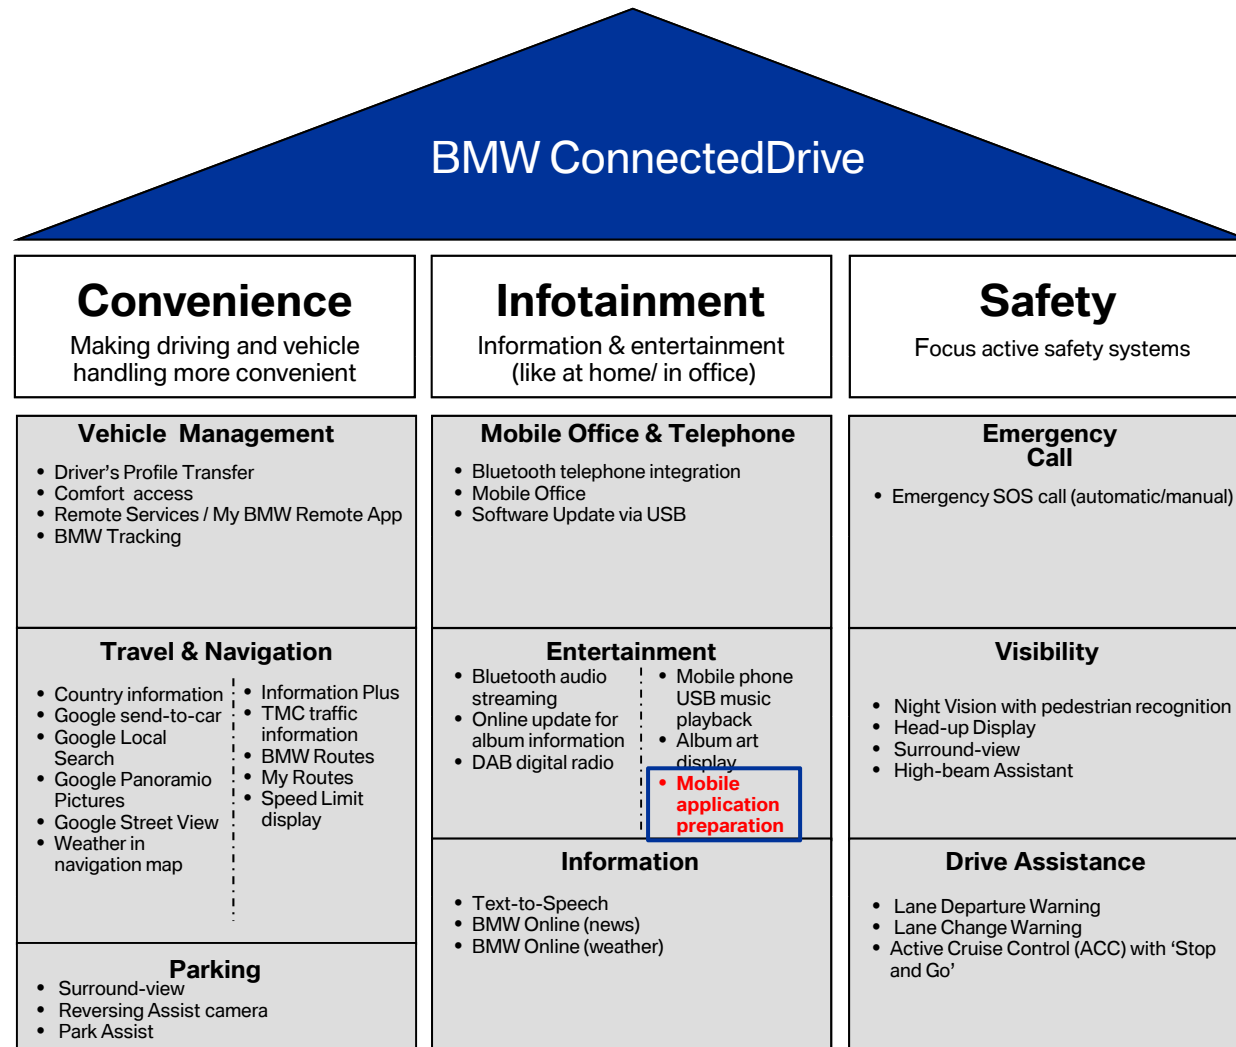 BMW ConnectedDrive
Convenience
Making driving and vehicle
handling more convenient
Infotainment
Information & entertainment
(like at home/ in office)
Safety
Focus active safety systems
Vehicle Management
• Driver's Profile Transfer
• Comfort access
• Remote Services / My BMW Remote App
• BMW Tracking
Travel & Navigation
• Country information
• Google send-to-car
• Google Local
Search
• Google Panoramio
Pictures
• Google Street View
• Weather in
navigation map
• Information Plus
• TMC traffic
information
• BMW Routes
• My Routes
• Speed Limit
display
Parking
• Surround-view
• Reversing Assist camera
• Park Assist
Mobile Office & Telephone
• Bluetooth telephone integration
• Mobile Office
• Software Update via USB
Entertainment
• Bluetooth audio
streaming
• Online update for
album information
• DAB digital radio
• Mobile phone
USB music
playback
• Album art
display
• Mobile
application
preparation
Information
• Text-to-Speech
• BMW Online (news)
• BMW Online (weather)
Emergency
Call
• Emergency SOS call (automatic/manual)
Visibility
• Night Vision with pedestrian recognition
• Head-up Display
• Surround-view
• High-beam Assistant
Drive Assistance
• Lane Departure Warning
• Lane Change Warning
• Active Cruise Control (ACC) with ‘Stop
and Go’